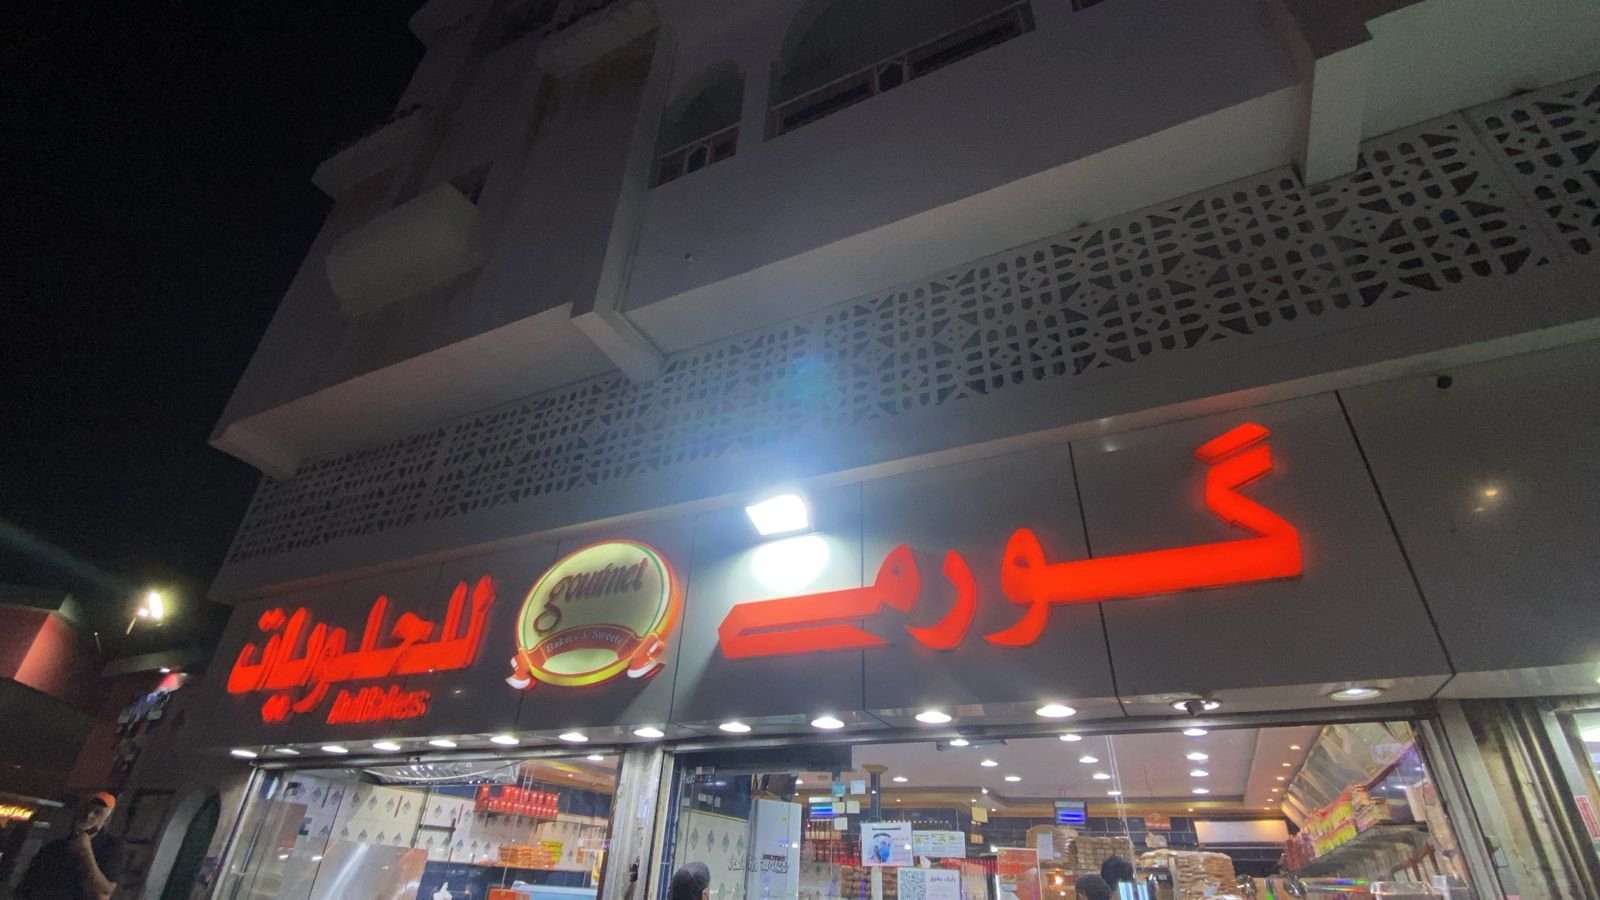 گورمے
gourmet
Bakers & Sweets
للحلويات
And Bakers